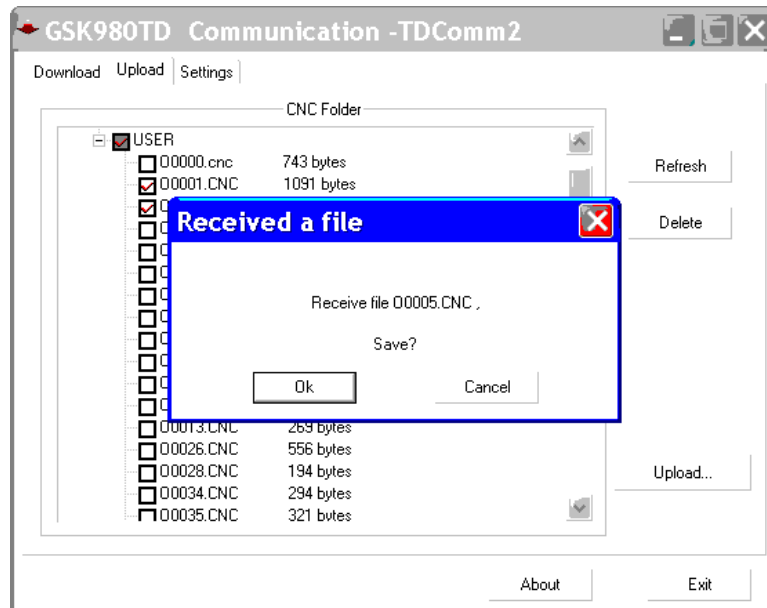 GSK980TD Communication -TDComm2
Download Upload Settings
CNC Folder
USER
O0000.cnc 743 bytes
O0001.CNC 1091 bytes
Refresh
Received a file
Delete
Receive file O0005.CNC ,
Save?
Ok Cancel
O0013.CNC 269 bytes
O0026.CNC 556 bytes
O0028.CNC 194 bytes
Upload...
O0034.CNC 294 bytes
O0035.CNC 321 bytes
About Exit